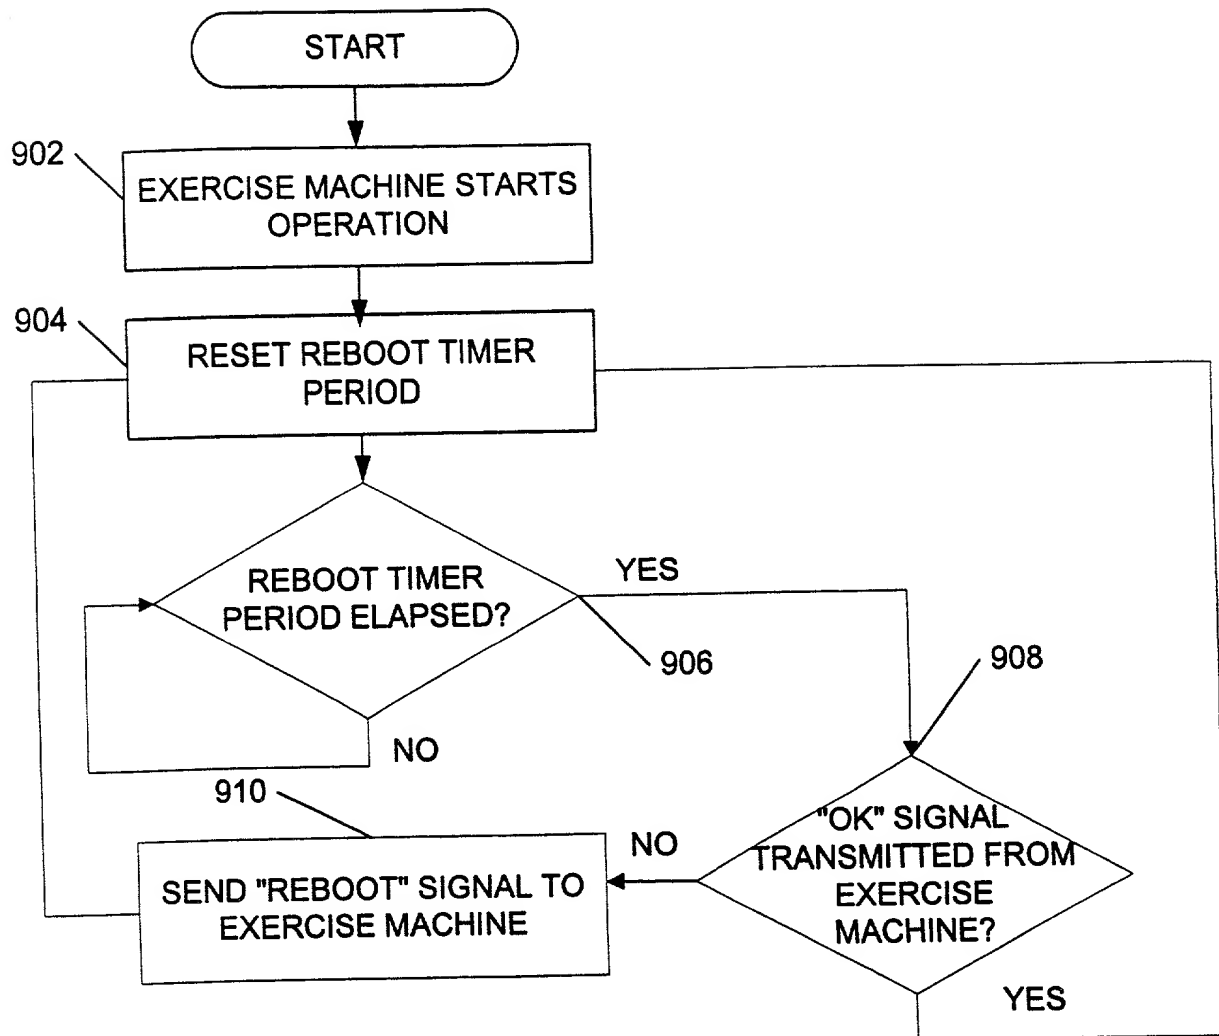 START
902
EXERCISE MACHINE STARTS
OPERATION
904
RESET REBOOT TIMER
PERIOD
REBOOT TIMER
PERIOD ELAPSED?
YES
906
908
NO
910
"OK" SIGNAL
TRANSMITTED FROM
EXERCISE
MACHINE?
NO
SEND "REBOOT" SIGNAL TO
EXERCISE MACHINE
YES